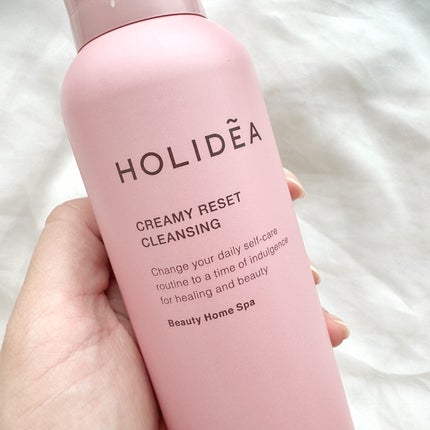 HOLIDẼA
CREAMY RESET
CLEANSING
Change your daily self-care
routine to a time of indulgence
for healing and beauty
Beauty Home Spa